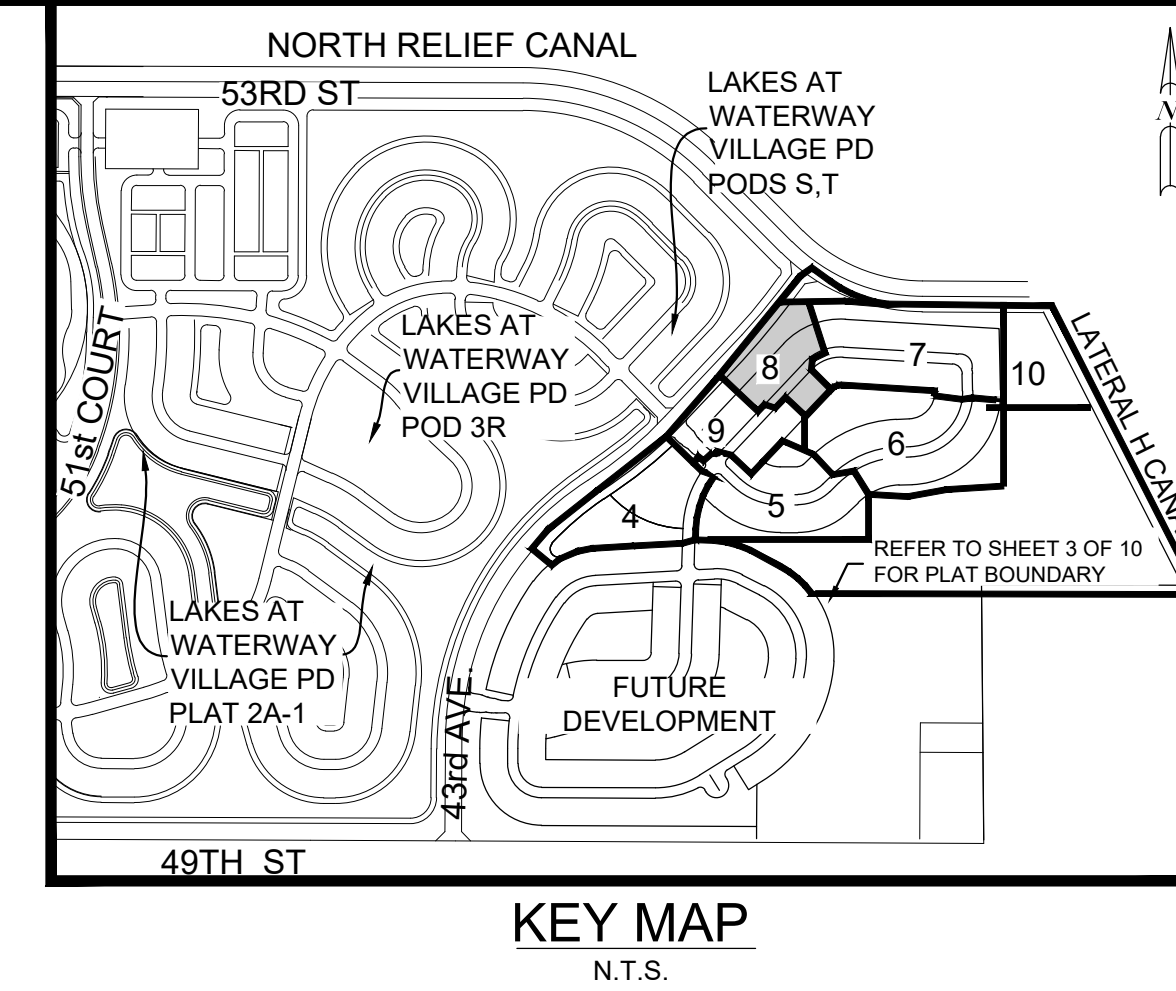 NORTH RELIEF CANAL
53RD ST
LAKES AT
WATERWAY
VILLAGE PD
PODS S,T
N
51st COURT
LAKES AT
WATERWAY
VILLAGE PD
POD 3R
8
7
10
LATERAL H
9
6
5
4
REFER TO SHEET 3 OF 10
FOR PLAT BOUNDARY
LAKES AT
WATERWAY
VILLAGE PD
PLAT 2A-1
43rd AVE.
FUTURE
DEVELOPMENT
49TH ST
KEY MAP
N.T.S.